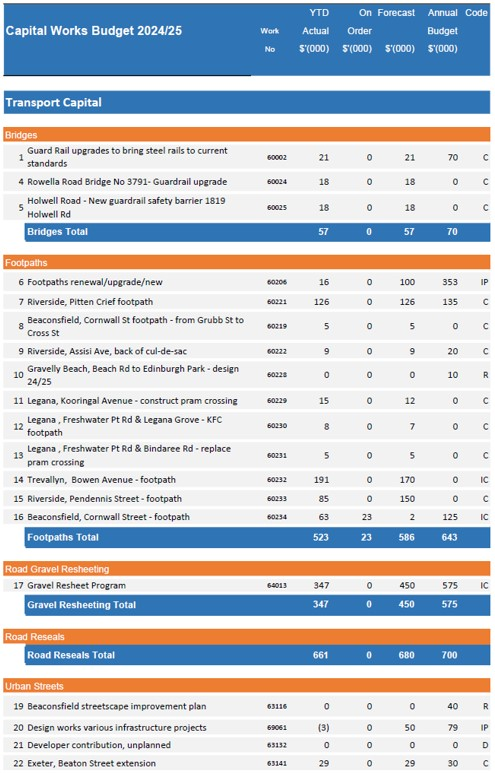 Capital Works Budget 2024/25 Work No YTD Actual $'(000) On Order $'(000) Forecast $'(000) Annual Budget $'(000) Code
Transport Capital
Bridges
1 Guard Rail upgrades to bring steel rails to current standards 60002 21 0 21 70 C
4 Rowella Road Bridge No 3791- Guardrail upgrade 60024 18 0 18 0 C
5 Holwell Road - New guardrail safety barrier 1819 Holwell Rd 60025 18 0 18 0 C
Bridges Total 57 0 57 70
Footpaths
6 Footpaths renewal/upgrade/new 60206 16 0 100 353 IP
7 Riverside, Pitten Crief footpath 60221 126 0 126 135 C
8 Beaconsfield, Cornwall St footpath - from Grubb St to Cross St 60219 5 0 5 0 C
9 Riverside, Assisi Ave, back of cul-de-sac 60222 9 0 9 20 C
10 Gravelly Beach, Beach Rd to Edinburgh Park - design 24/25 60228 0 0 0 10 R
11 Legana, Kooringal Avenue - construct pram crossing 60229 15 0 12 0 C
12 Legana , Freshwater Pt Rd & Legana Grove - KFC footpath 60230 8 0 7 0 C
13 Legana , Freshwater Pt Rd & Bindaree Rd - replace pram crossing 60231 5 0 5 0 C
14 Trevallyn, Bowen Avenue - footpath 60232 191 0 170 0 IC
15 Riverside, Pendennis Street - footpath 60233 85 0 150 0 C
16 Beaconsfield, Cornwall Street - footpath 60234 63 23 2 125 IC
Footpaths Total 523 23 586 643
Road Gravel Resheeting
17 Gravel Resheet Program 64013 347 0 450 575 IC
Gravel Resheeting Total 347 0 450 575
Road Reseals
Road Reseals Total 661 0 680 700
Urban Streets
19 Beaconsfield streetscape improvement plan 63116 0 0 0 40 R
20 Design works various infrastructure projects 69061 (3) 0 50 79 IP
21 Developer contribution, unplanned 63132 0 0 0 0 D
22 Exeter, Beaton Street extension 63141 29 0 29 30 C